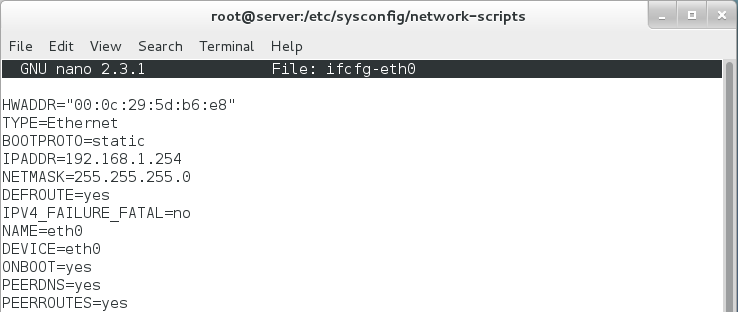 root@server:/etc/sysconfig/network-scripts
File Edit View Search Terminal Help
GNU nano 2.3.1 File: ifcfg-eth0
HWADDR="00:0c:29:5d:b6:e8"
TYPE=Ethernet
BOOTPROTO=static
IPADDR=192.168.1.254
NETMASK=255.255.255.0
DEFROUTE=yes
IPV4_FAILURE_FATAL=no
NAME=eth0
DEVICE=eth0
ONBOOT=yes
PEERDNS=yes
PEERROUTES=yes